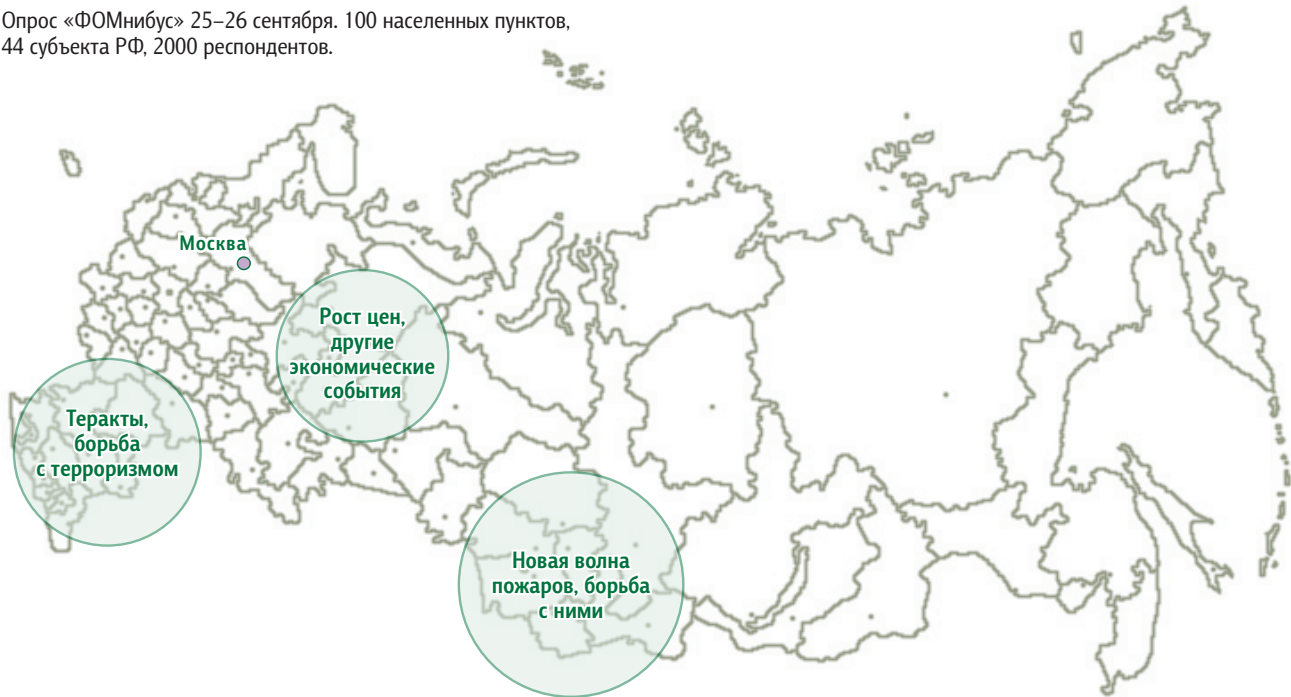 Опрос «ФОМнибус» 25–26 сентября. 100 населенных пунктов,
44 субъекта РФ, 2000 респондентов.
Москва
Рост цен,
другие
экономические
события
Теракты,
борьба
с терроризмом
Новая волна
пожаров, борьба
с ними